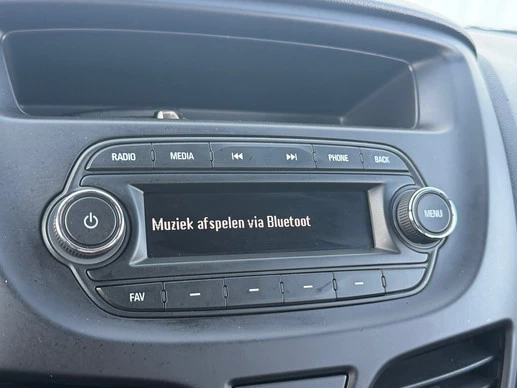 RADIO MEDIA PHONE BACK
Muziek afspelen via Bluetoot
MENU
FAV